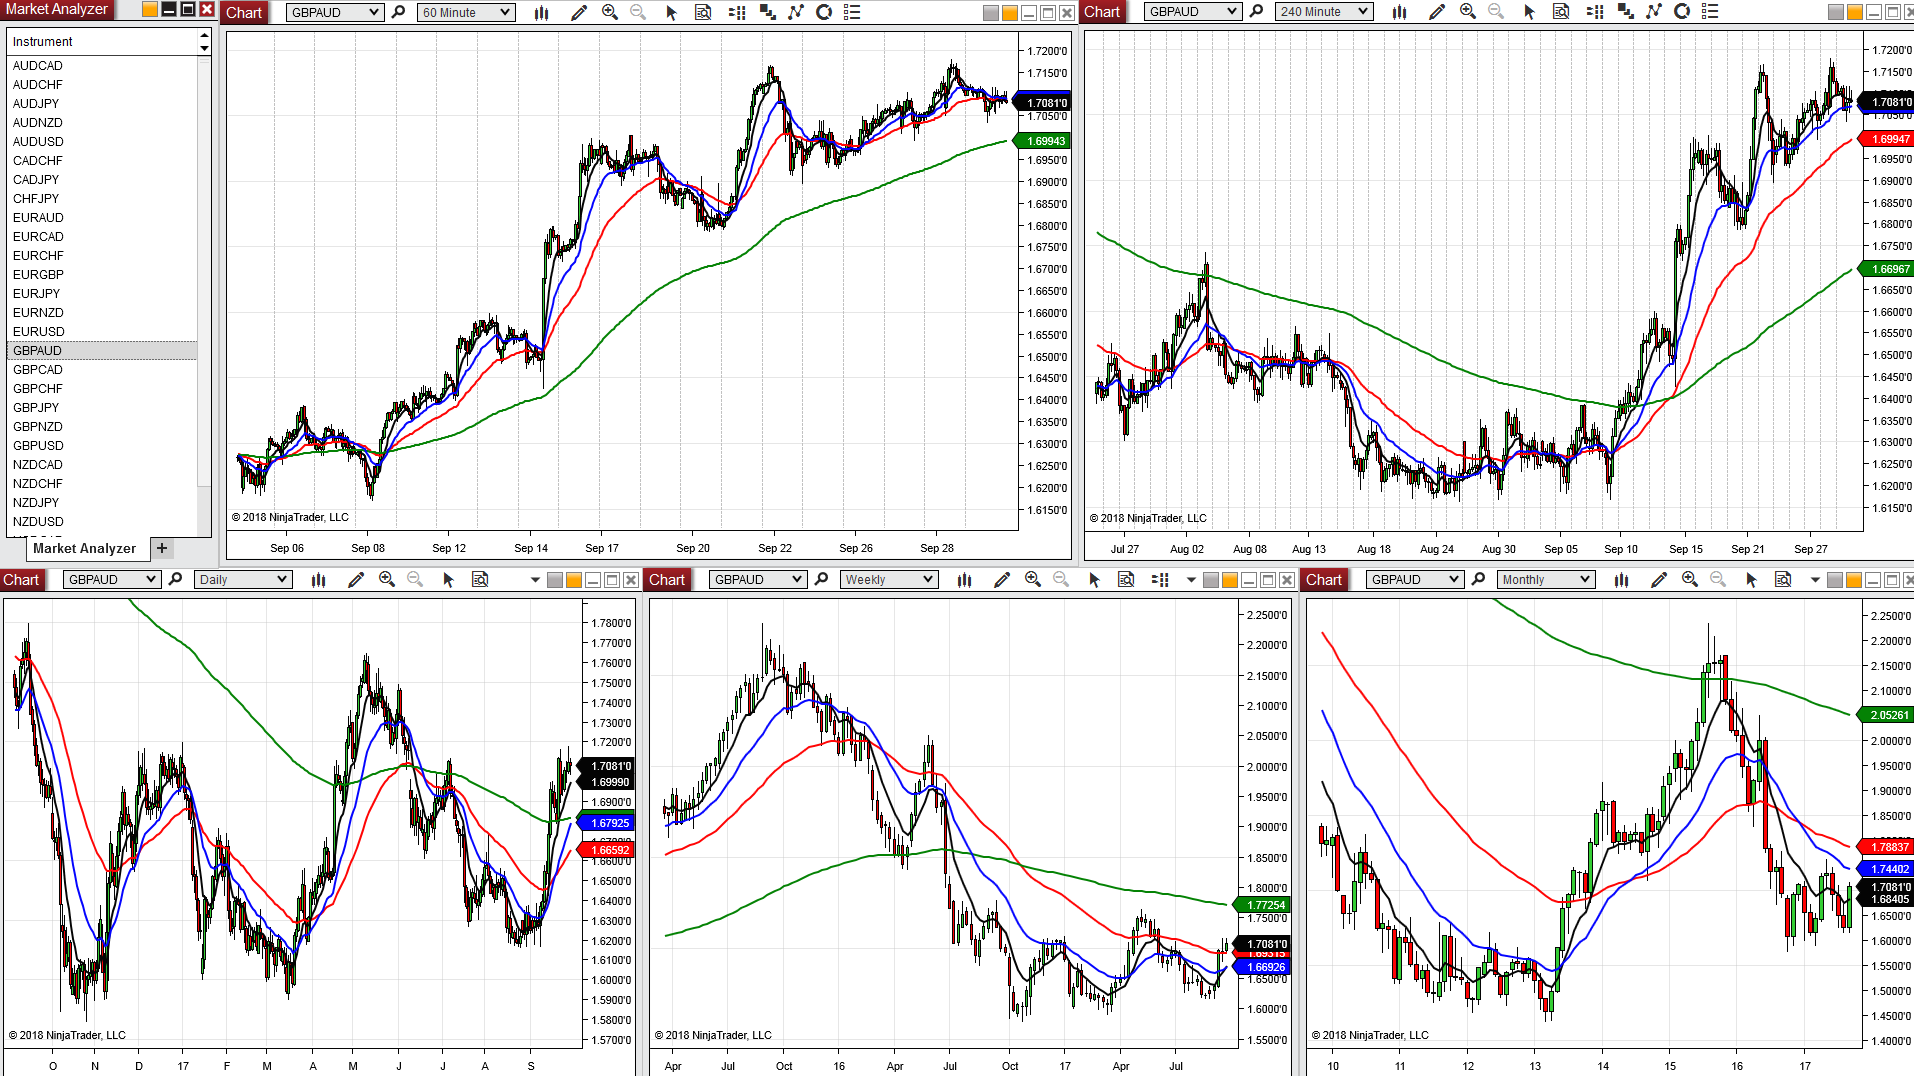 Market Analyzer
Instrument
AUDCAD
AUDCHF
AUDJPY
AUDNZD
AUDUSD
CADCHF
CADJPY
CHFJPY
EURAUD
EURCAD
EURCHF
EURGBP
EURJPY
EURNZD
EURUSD
GBPAUD
GBPCAD
GBPCHF
GBPJPY
GBPNZD
GBPUSD
NZDCAD
NZDCHF
NZDJPY
NZDUSD
Market Analyzer +
Chart GBPAUD 60 Minute
1.7200'0
1.7150'0
1.7081'0
1.7050'0
1.69943
1.6950'0
1.6900'0
1.6850'0
1.6800'0
1.6750'0
1.6700'0
1.6650'0
1.6600'0
1.6550'0
1.6500'0
1.6450'0
1.6400'0
1.6350'0
1.6300'0
1.6250'0
1.6200'0
1.6150'0
© 2018 NinjaTrader, LLC
Sep 06 Sep 08 Sep 12 Sep 14 Sep 17 Sep 20 Sep 22 Sep 26 Sep 28
Chart GBPAUD 240 Minute
1.7200'0
1.7150'0
1.7081'0
1.7050'0
1.69947
1.6950'0
1.6900'0
1.6850'0
1.6800'0
1.6750'0
1.66967
1.6650'0
1.6600'0
1.6550'0
1.6500'0
1.6450'0
1.6400'0
1.6350'0
1.6300'0
1.6250'0
1.6200'0
1.6150'0
© 2018 NinjaTrader, LLC
Jul 27 Aug 02 Aug 08 Aug 13 Aug 18 Aug 24 Aug 30 Sep 05 Sep 10 Sep 15 Sep 21 Sep 27
Chart GBPAUD Daily
1.7800'0
1.7700'0
1.7600'0
1.7500'0
1.7400'0
1.7300'0
1.7200'0
1.7081'0
1.69990
1.6900'0
1.67925
1.66592
1.6600'0
1.6500'0
1.6400'0
1.6300'0
1.6200'0
1.6100'0
1.6000'0
1.5900'0
1.5800'0
1.5700'0
© 2018 NinjaTrader, LLC
O N D 17 F M A M J J A S
Chart GBPAUD Weekly
2.2500'0
2.2000'0
2.1500'0
2.1000'0
2.0500'0
2.0000'0
1.9500'0
1.9000'0
1.8500'0
1.8000'0
1.77254
1.7500'0
1.7081'0
1.69315
1.66926
1.6500'0
1.6000'0
1.5500'0
© 2018 NinjaTrader, LLC
Apr Jul Oct 16 Apr Jul Oct 17 Apr Jul
Chart GBPAUD Monthly
2.2500'0
2.2000'0
2.1500'0
2.1000'0
2.05261
2.0000'0
1.9500'0
1.9000'0
1.8500'0
1.78837
1.74402
1.7081'0
1.68405
1.6500'0
1.6000'0
1.5500'0
1.5000'0
1.4500'0
1.4000'0
© 2018 NinjaTrader, LLC
10 11 12 13 14 15 16 17